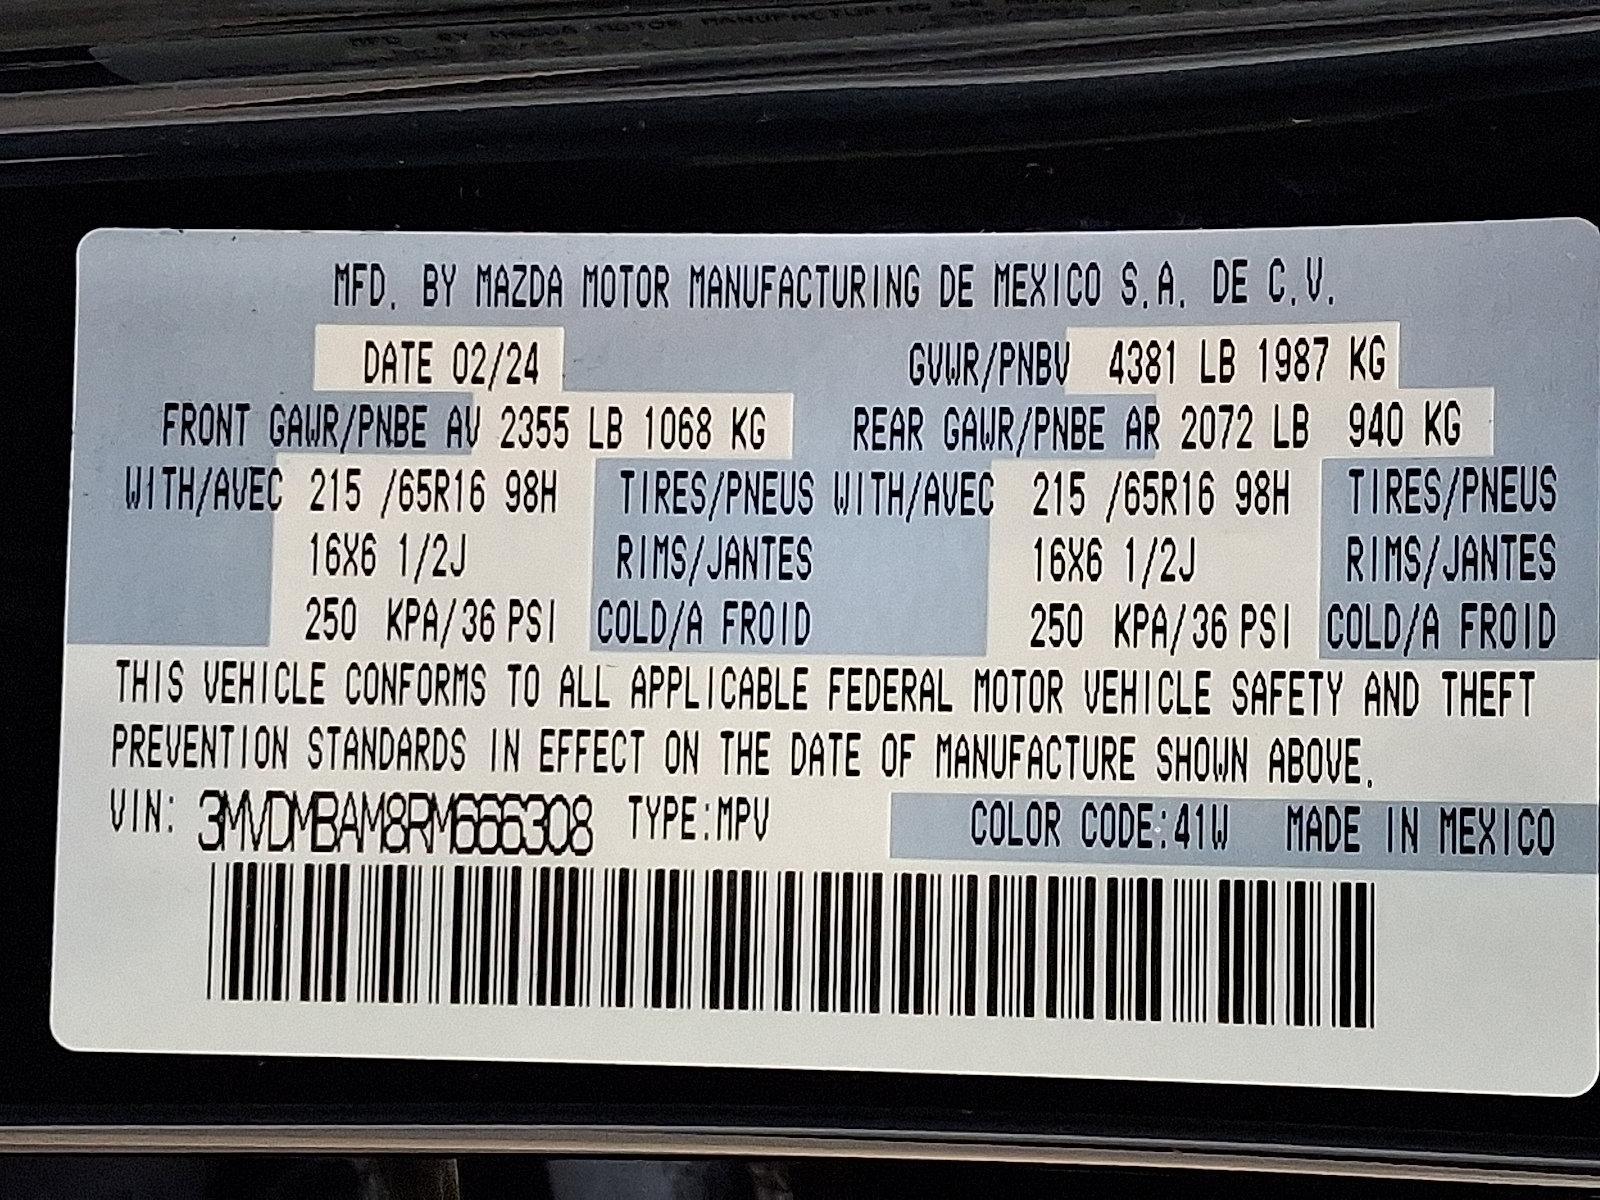 MFD. BY MAZDA MOTOR MANUFACTURING DE MEXICO S.A. DE C.V.
DATE 02/24 GVWR/PNBV 4381 LB 1987 KG
FRONT GAWR/PNBE AV 2355 LB 1068 KG REAR GAWR/PNBE AR 2072 LB 940 KG
WITH/AVEC 215 /65R16 98H TIRES/PNEUS WITH/AVEC 215 /65R16 98H TIRES/PNEUS
16X6 1/2J RIMS/JANTES 16X6 1/2J RIMS/JANTES
250 KPA/36 PSI COLD/A FROID 250 KPA/36 PSI COLD/A FROID
THIS VEHICLE CONFORMS TO ALL APPLICABLE FEDERAL MOTOR VEHICLE SAFETY AND THEFT
PREVENTION STANDARDS IN EFFECT ON THE DATE OF MANUFACTURE SHOWN ABOVE.
VIN: 3MVDMBAM8RM666308 TYPE:MPV COLOR CODE:41W MADE IN MEXICO